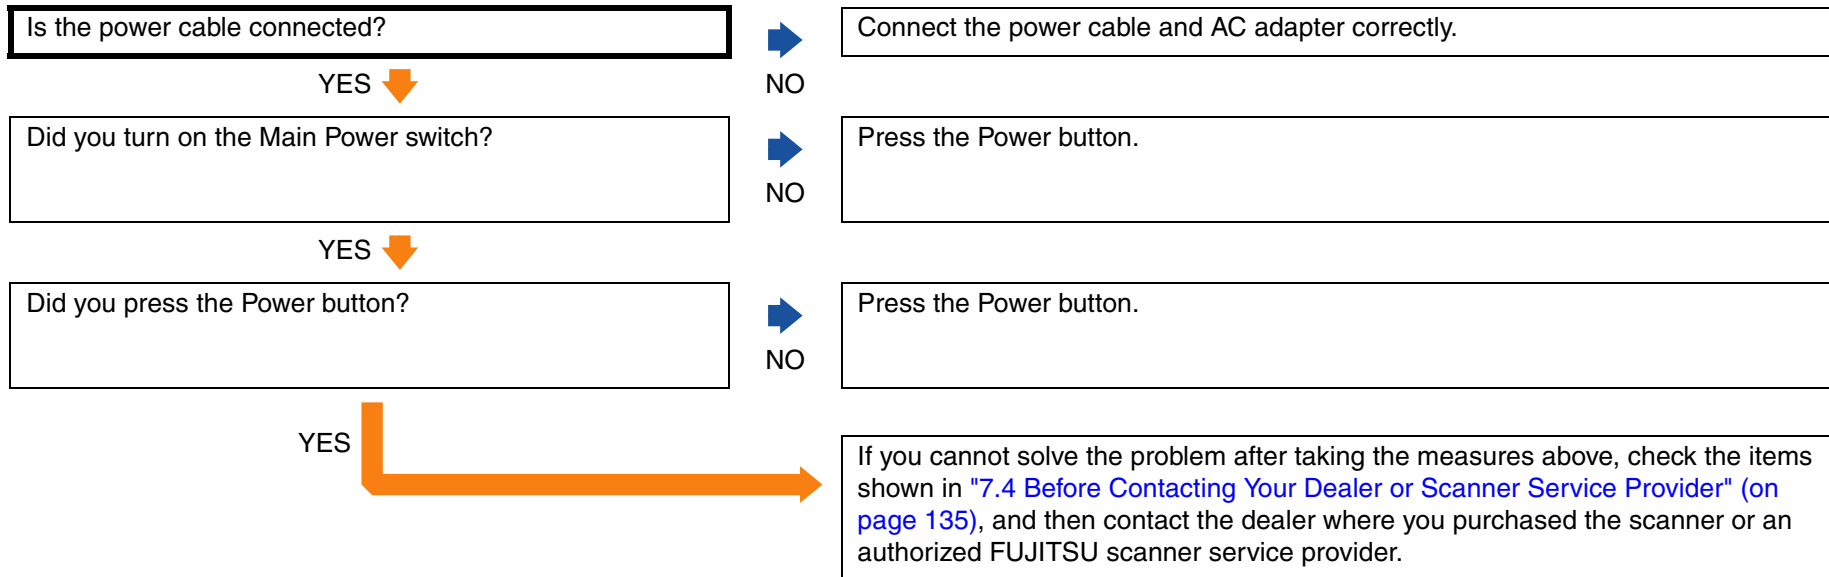 Is the power cable connected?
Connect the power cable and AC adapter correctly.
YES
NO
Did you turn on the Main Power switch?
Press the Power button.
NO
YES
Did you press the Power button?
Press the Power button.
NO
YES
If you cannot solve the problem after taking the measures above, check the items
shown in "7.4 Before Contacting Your Dealer or Scanner Service Provider" (on
page 135), and then contact the dealer where you purchased the scanner or an
authorized FUJITSU scanner service provider.